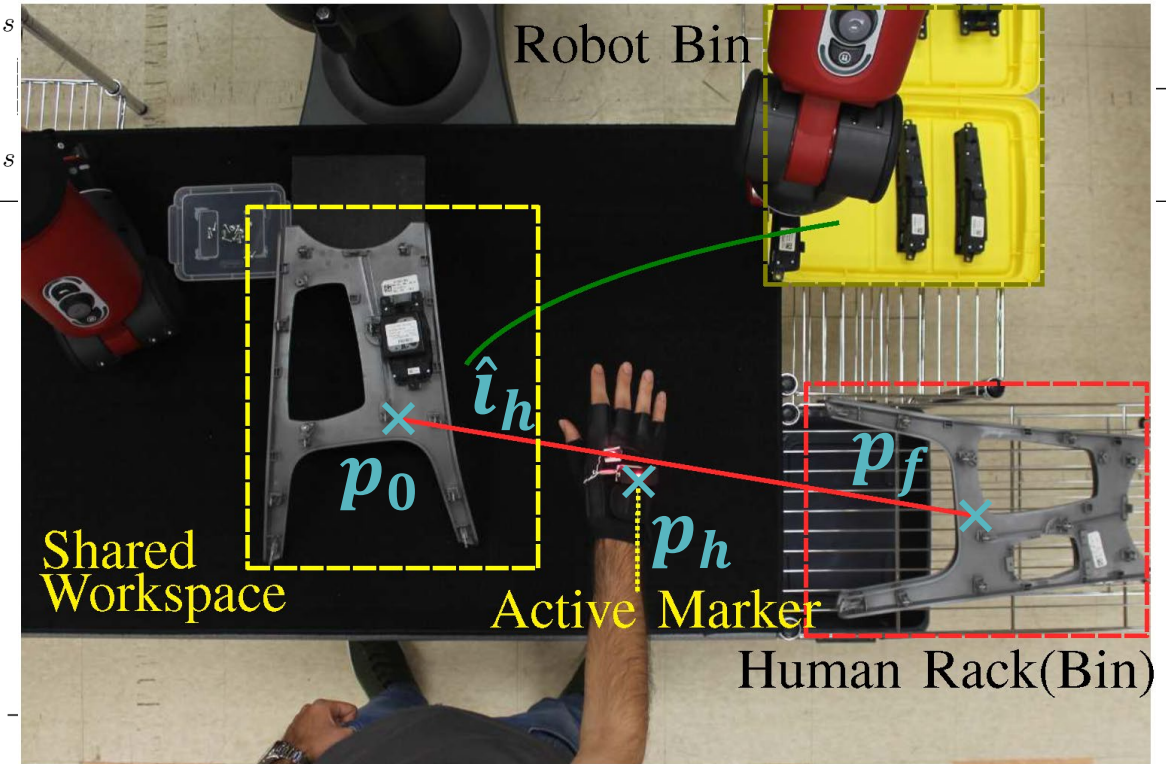 s
Robot Bin
s
î_h
p_0
p_f
p_h
Shared
Workspace
Active Marker
Human Rack(Bin)